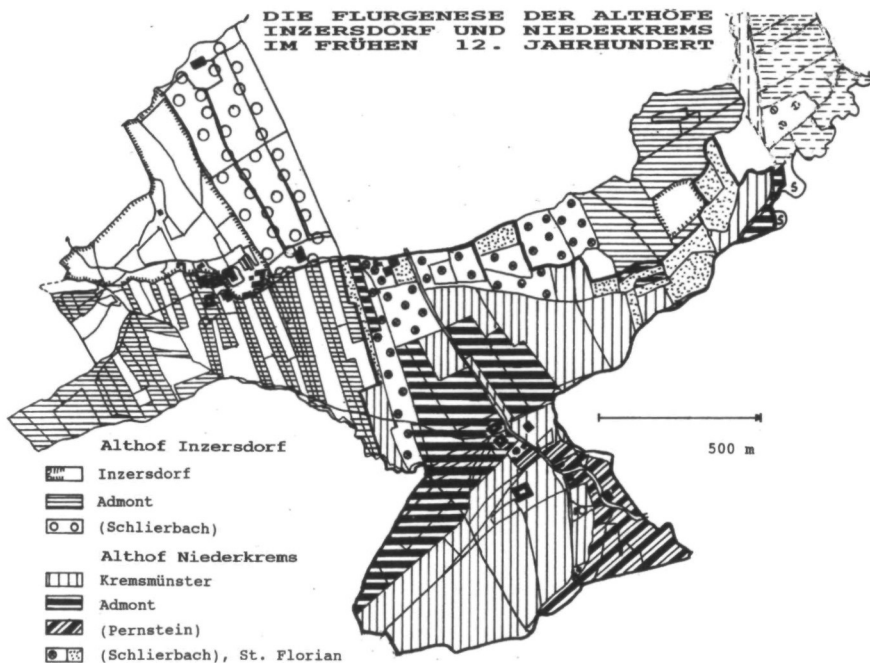 DIE FLURGENESE DER ALTHÖFE
INZERSDORF UND NIEDERKREMS
IM FRÜHEN 12. JAHRHUNDERT
S
S
500 m
Althof Inzersdorf
Inzersdorf
Admont
(Schlierbach)
Althof Niederkrems
Kremsmünster
Admont
(Pernstein)
(Schlierbach), St. Florian